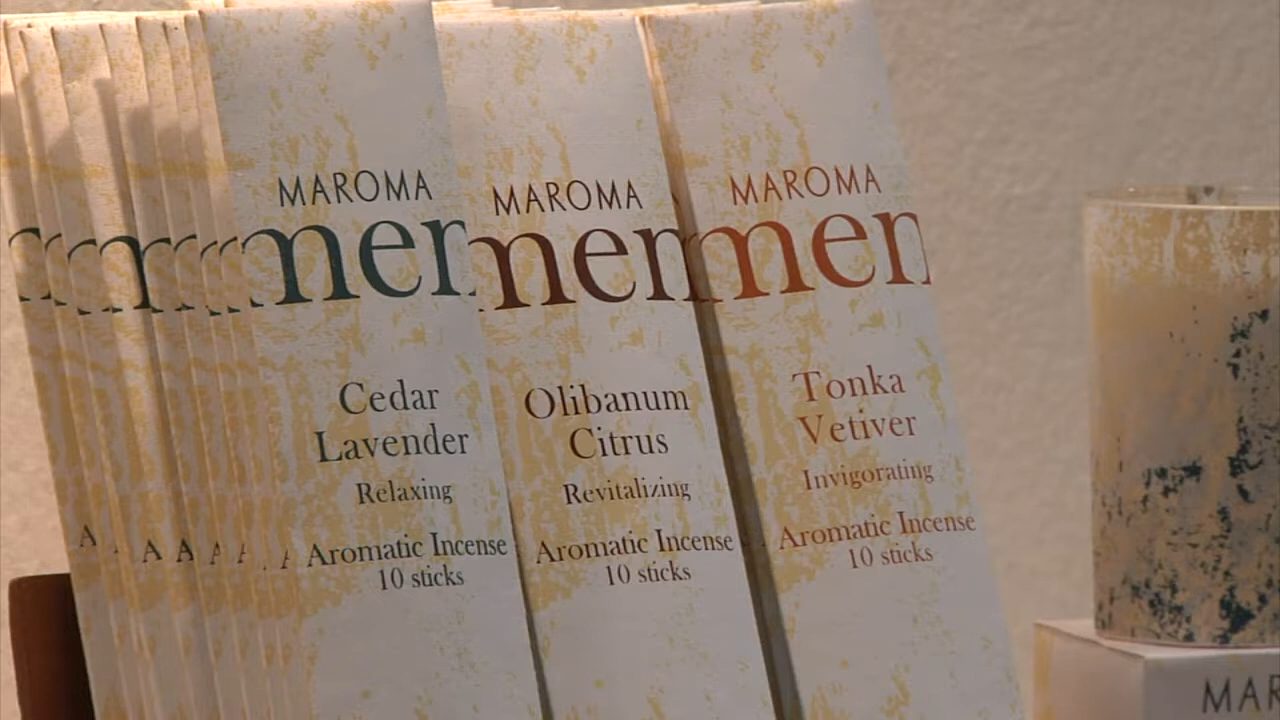 MAROMA
men
Cedar
Lavender
Relaxing
Aromatic Incense
10 sticks
MAROMA
men
Olibanum
Citrus
Revitalizing
Aromatic Incense
10 sticks
MAROMA
men
Tonka
Vetiver
Invigorating
Aromatic Incense
10 sticks
MAR